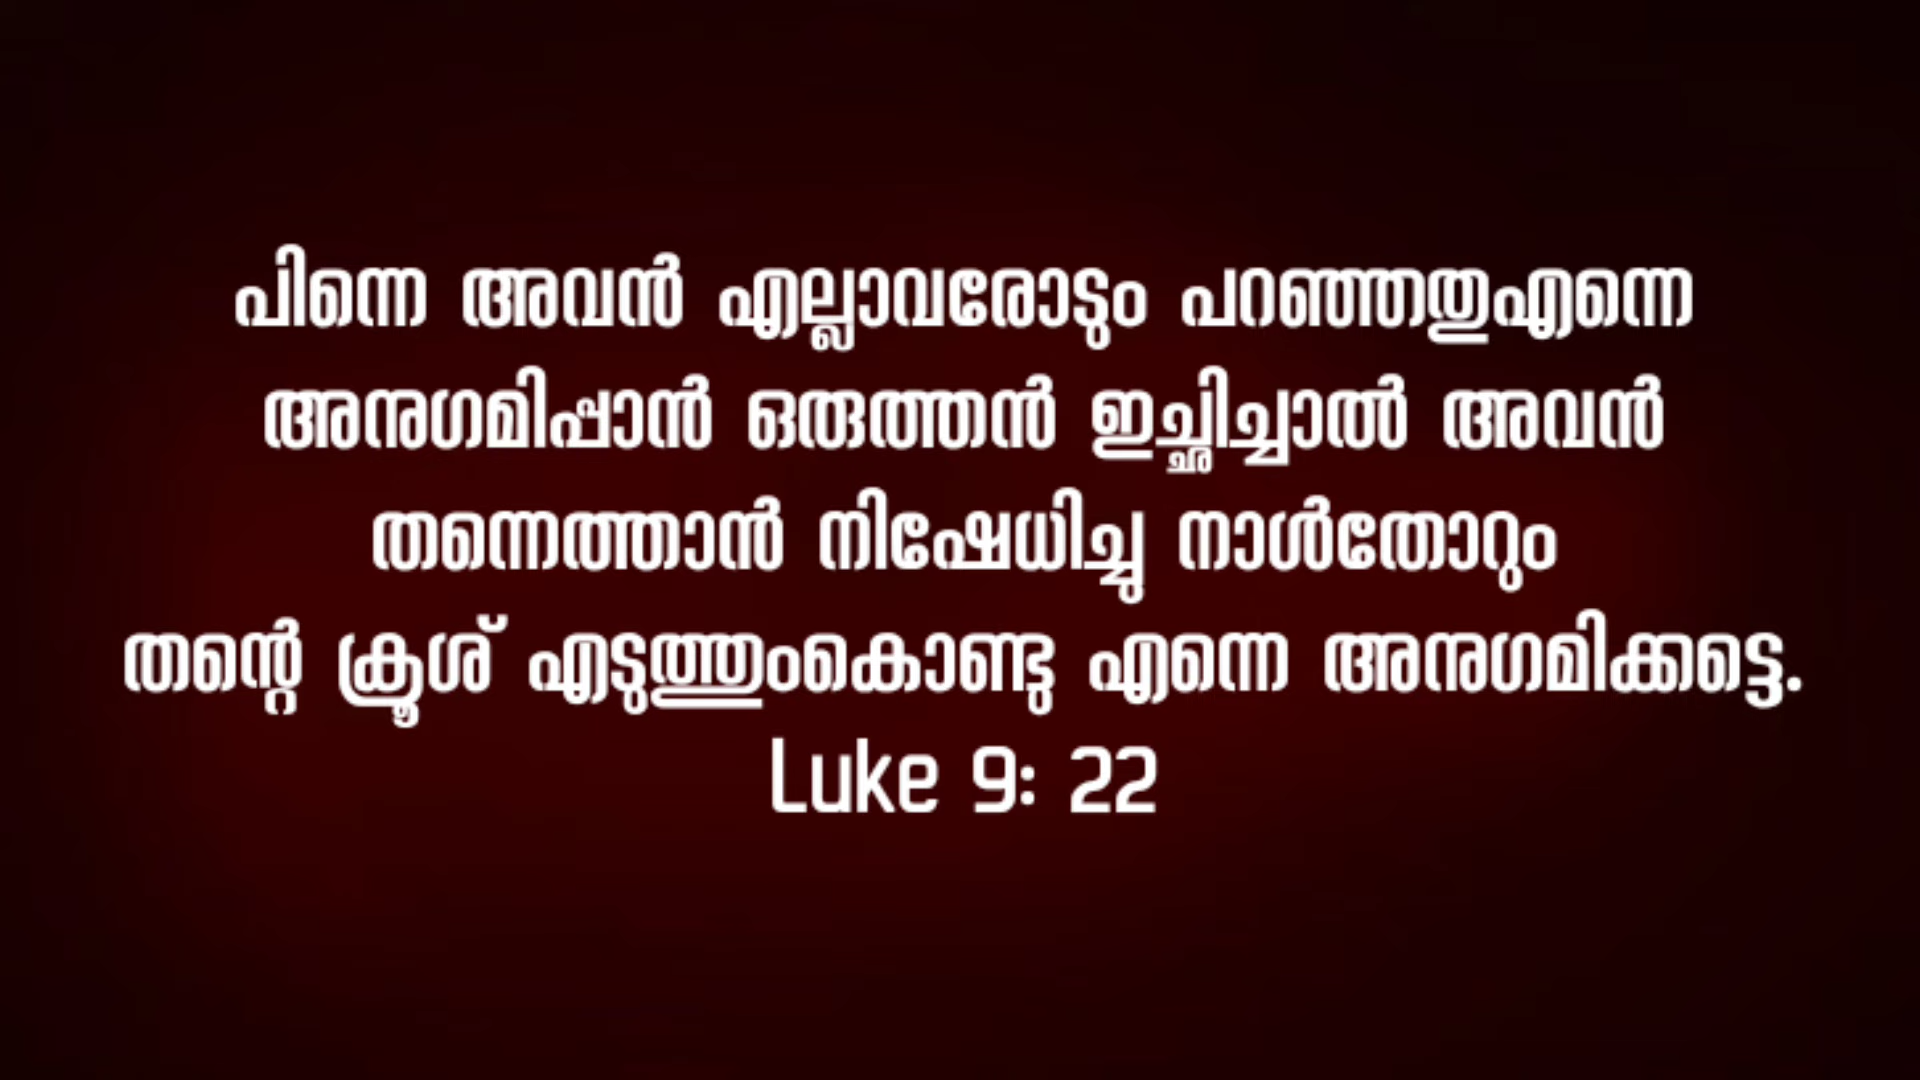 പിന്നെ അവൻ എല്ലാവരോടും പറഞ്ഞതുഎന്നെ
അനുഗമിപ്പാൻ ഒരുത്തൻ ഇച്ഛിച്ചാൽ അവൻ
തന്നെത്താൻ നിഷേധിച്ചു നാൾതോറും
തന്റെ ക്രൂശ് എടുത്തുംകൊണ്ടു എന്നെ അനുഗമിക്കട്ടെ.
Luke 9: 22